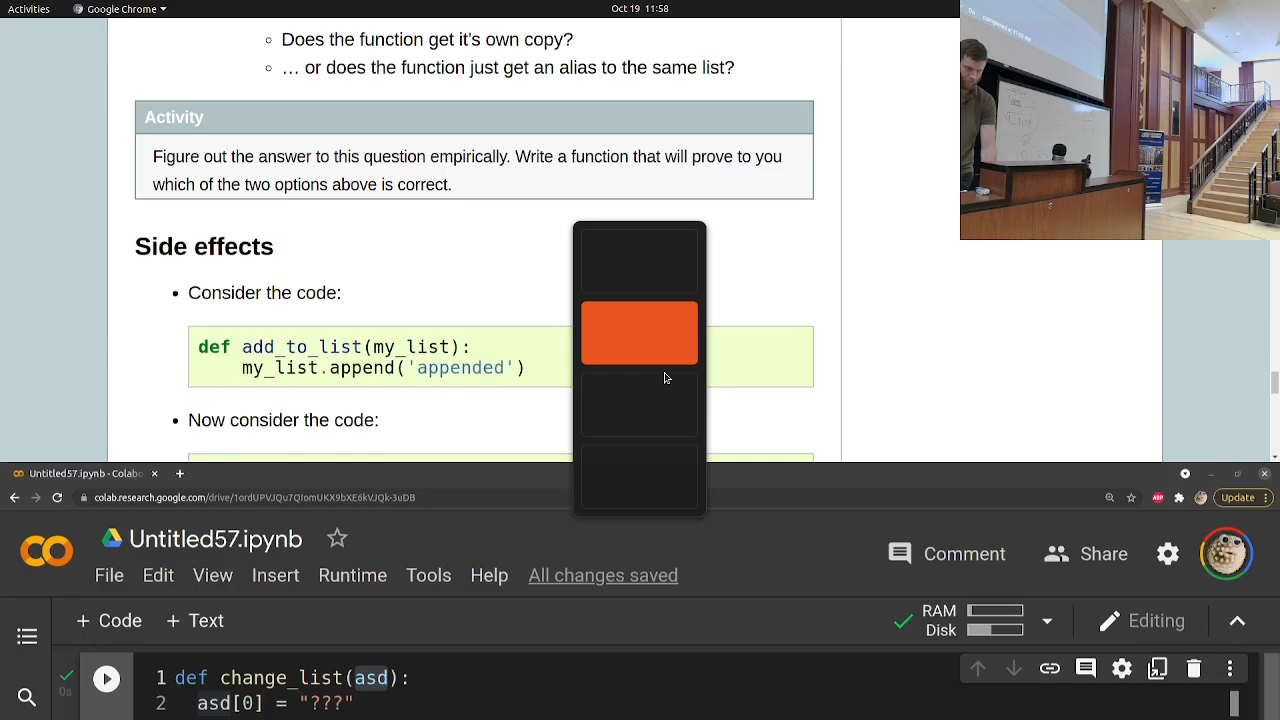 Activities
Google Chrome
Oct 19 11:58
Does the function get it's own copy?
… or does the function just get an alias to the same list?
Activity
Figure out the answer to this question empirically. Write a function that will prove to you
which of the two options above is correct.
Side effects
Consider the code:
def add_to_list(my_list):
my_list.append('appended')
Now consider the code:
Untitled57.ipynb - Colab
colab.research.google.com/drive/1ordUPVJQu7QIomUKX9bXE6kVJQk-3uDB
ABP
Update
Untitled57.ipynb
Comment
Share
File Edit View Insert Runtime Tools Help All changes saved
+ Code + Text
RAM
Disk
Editing
0s
1 def change_list(asd):
2 asd[0] = "???"